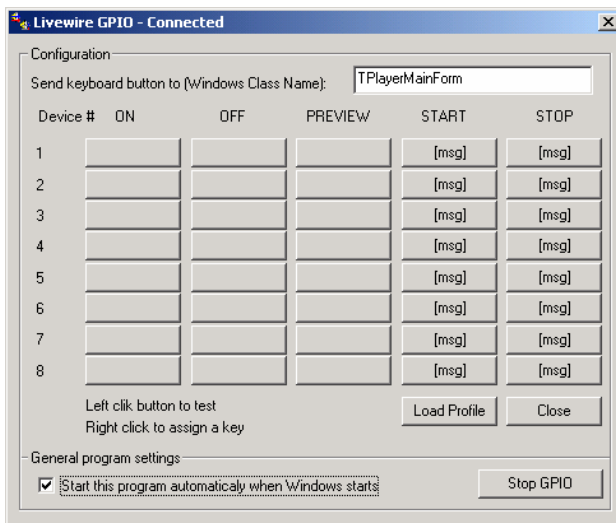 Livewire GPIO - Connected
Configuration
Send keyboard button to (Windows Class Name): TPlayerMainForm
Device # ON OFF PREVIEW START STOP
1 [msg] [msg]
2 [msg] [msg]
3 [msg] [msg]
4 [msg] [msg]
5 [msg] [msg]
6 [msg] [msg]
7 [msg] [msg]
8 [msg] [msg]
Left clik button to test
Right click to assign a key
Load Profile Close
General program settings
Start this program automaticaly when Windows starts
Stop GPIO